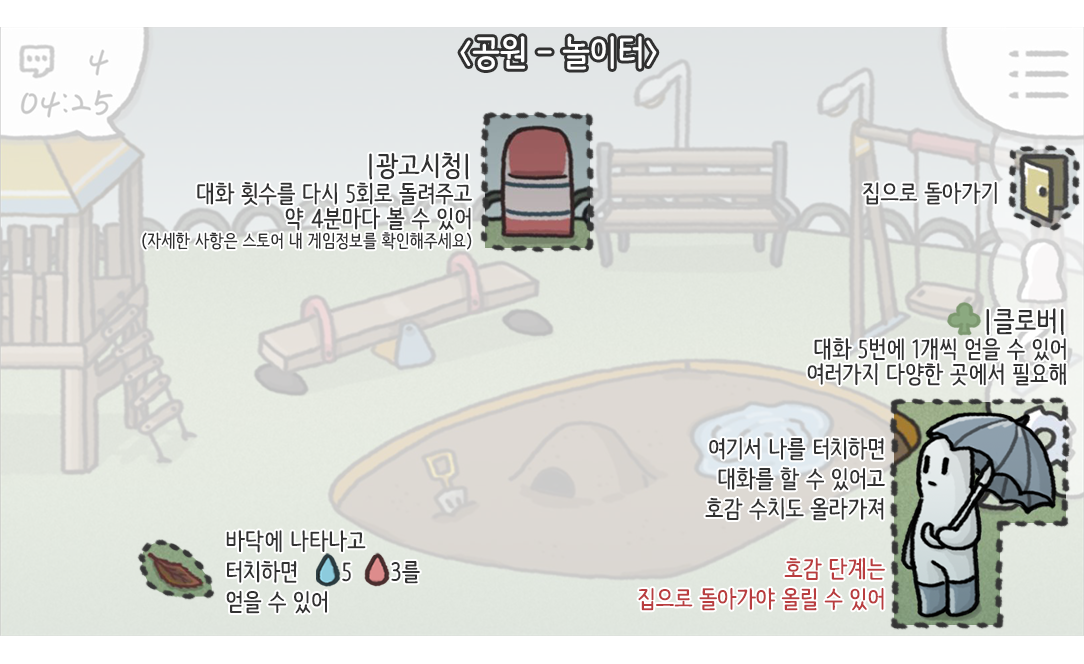 <공원 - 놀이터>
4
04:25
|광고시청|
대화 횟수를 다시 5회로 돌려주고
약 4분마다 볼 수 있어
(자세한 사항은 스토어 내 게임정보를 확인해주세요)
집으로 돌아가기
|클로버|
대화 5번에 1개씩 얻을 수 있어
여러가지 다양한 곳에서 필요해
여기서 나를 터치하면
대화를 할 수 있어고
호감 수치도 올라가져
호감 단계는
집으로 돌아가야 올릴 수 있어
바닥에 나타나고
터치하면 5 3를
얻을 수 있어